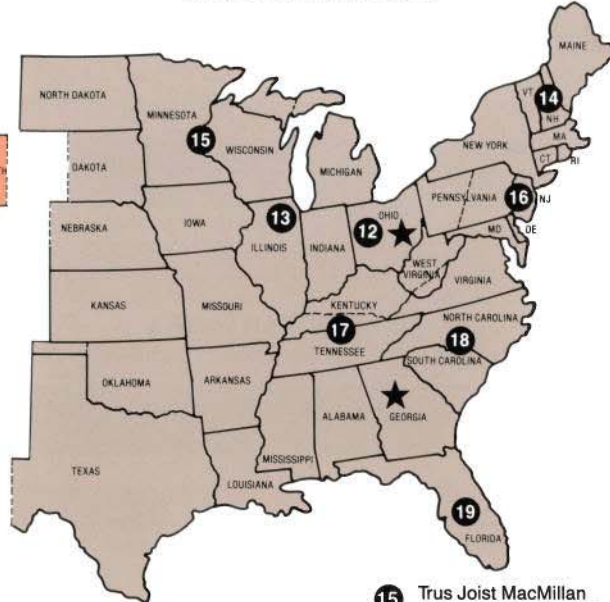 MAINE
NORTH DAKOTA
VT
14
MINNESOTA
NH
15
WISCONSIN
NEW YORK
MA
DAKOTA
MICHIGAN
CT
RI
PENNSYLVANIA
16
NJ
NEBRASKA
IOWA
13
12
OHIO
MD
DE
ILLINOIS
INDIANA
WEST
VIRGINIA
VIRGINIA
KANSAS
MISSOURI
KENTUCKY
17
NORTH CAROLINA
18
TENNESSEE
SOUTH CAROLINA
OKLAHOMA
ARKANSAS
GEORGIA
ALABAMA
MISSISSIPPI
TEXAS
LOUISIANA
19
FLORIDA
15 Trus Joist MacMillan